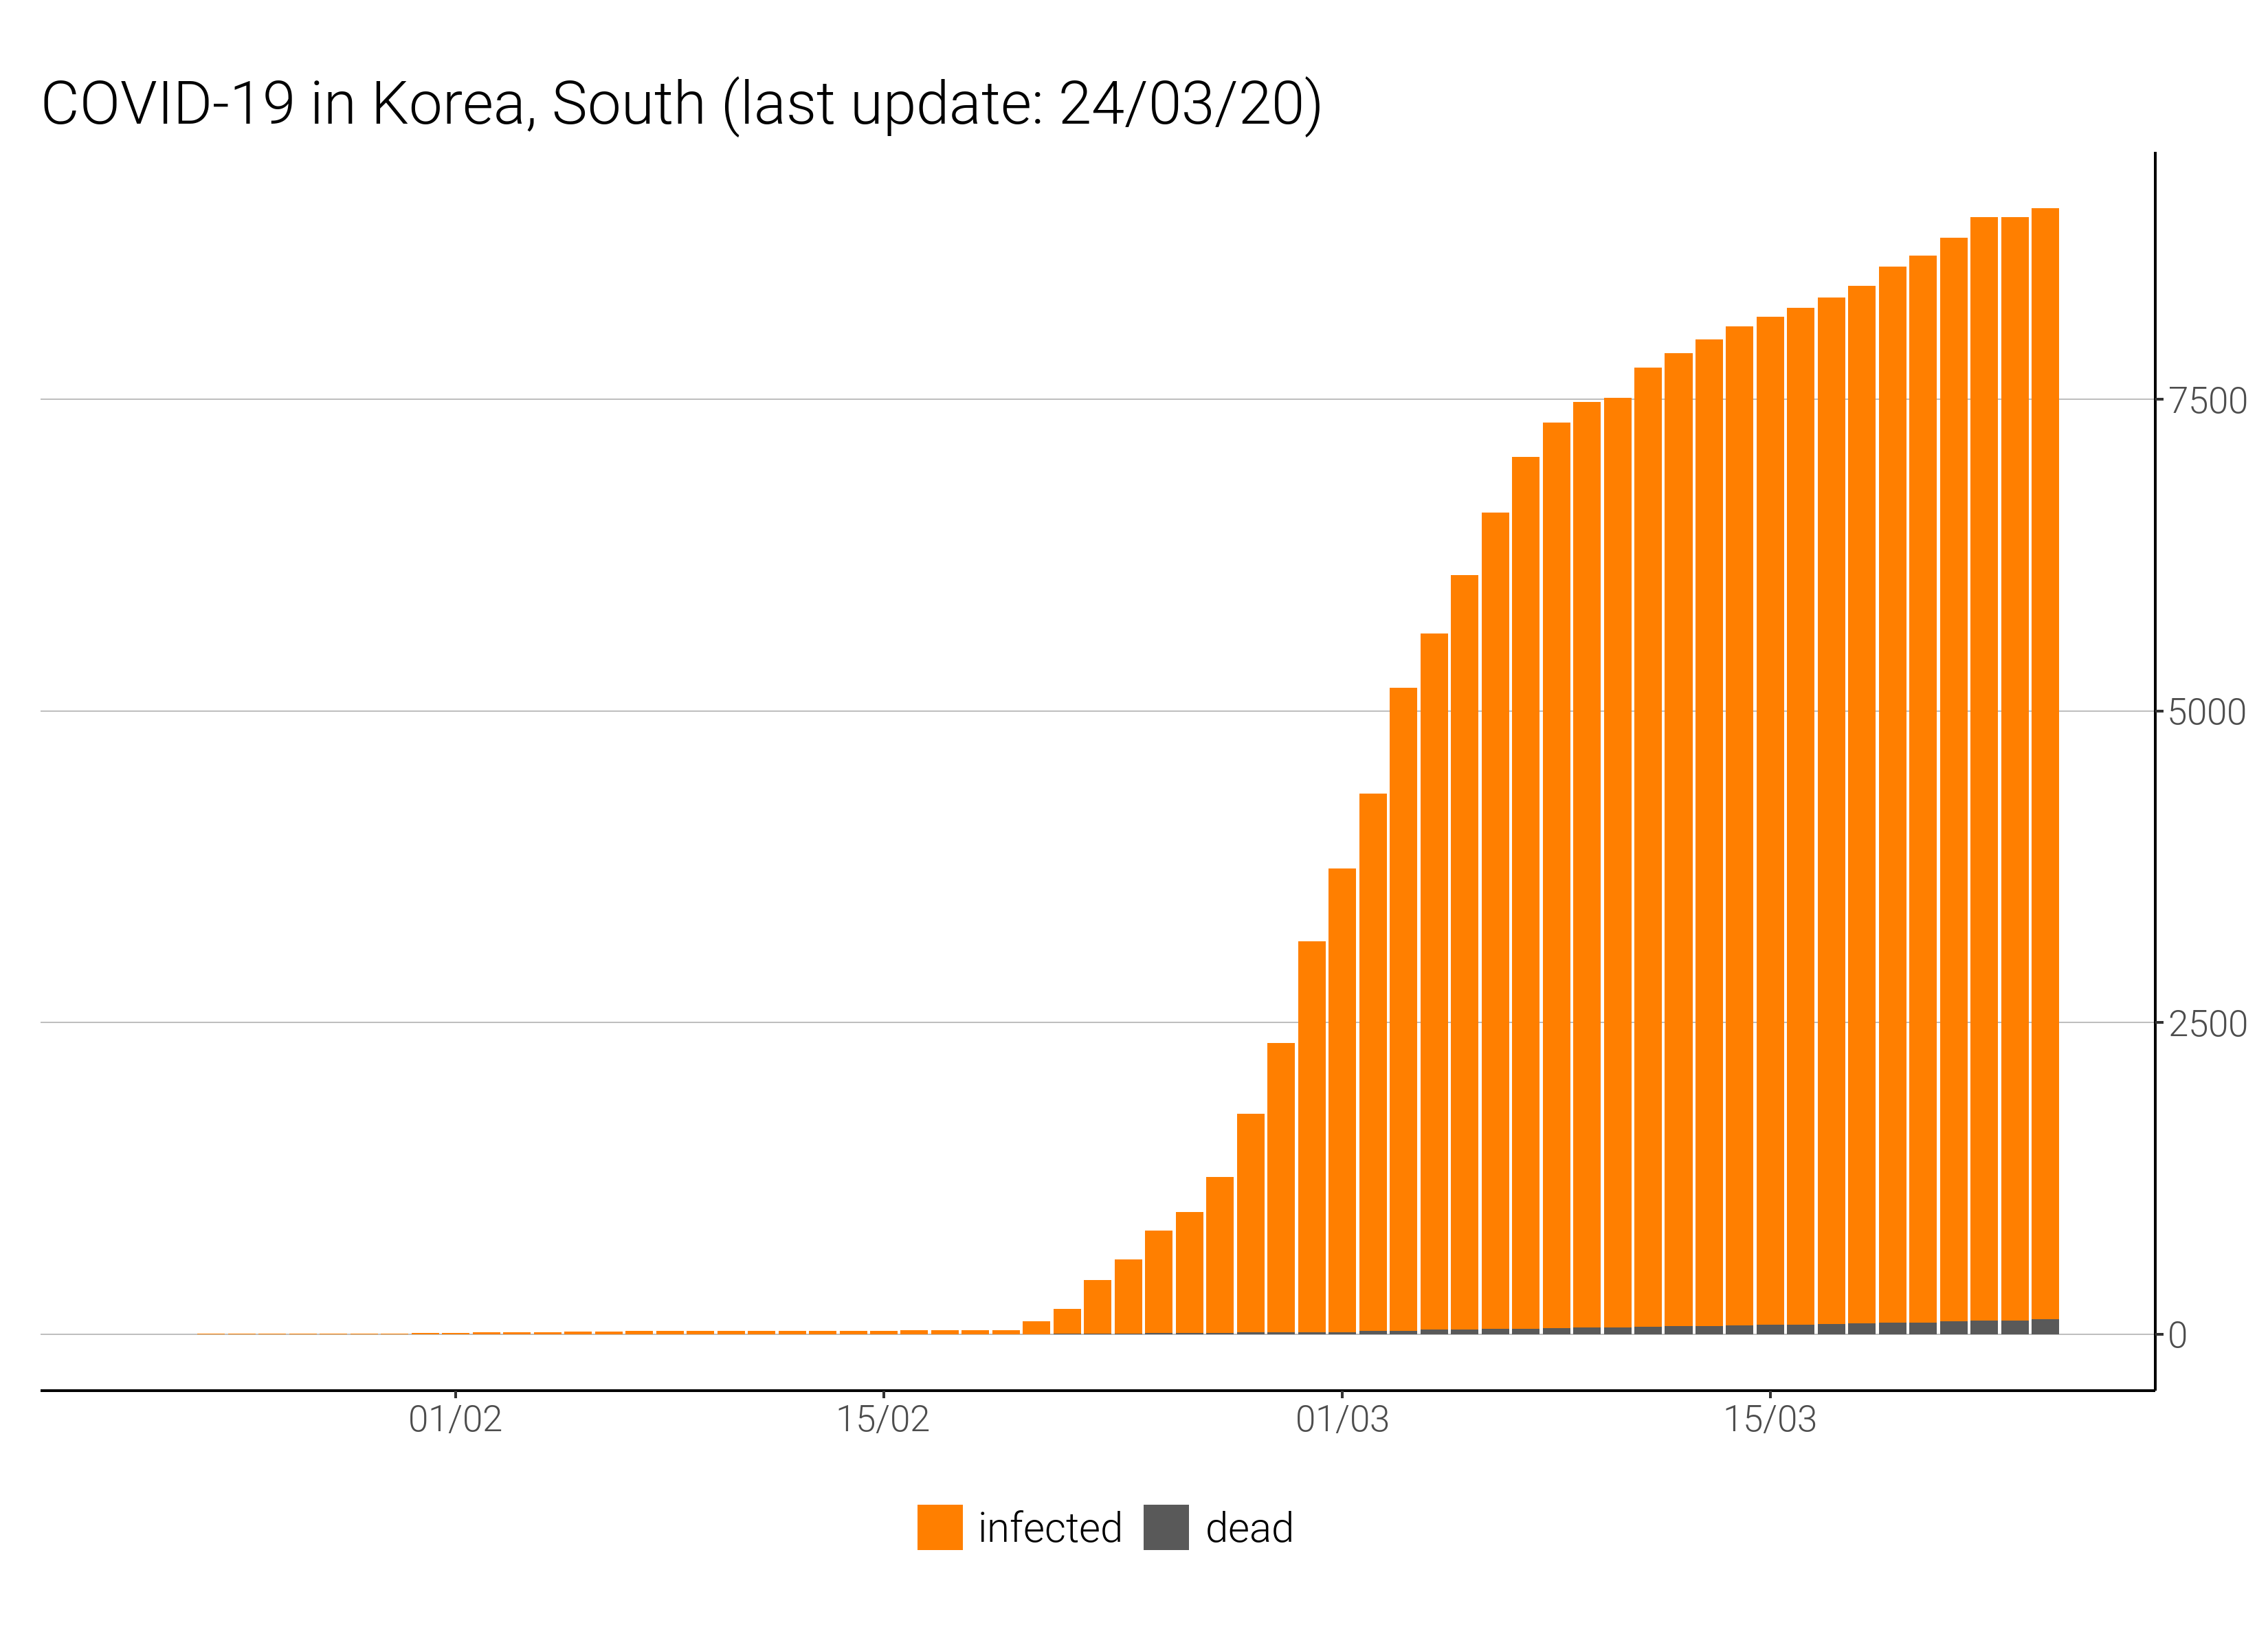 COVID-19 in Korea, South (last update: 24/03/20)
7500
5000
2500
0
01/02 15/02 01/03 15/03
infected dead